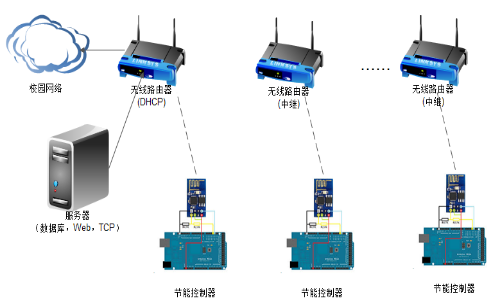 校园网络
无线路由器
(DHCP)
无线路由器
(中继)
……
无线路由器
(中继)
服务器
(数据库，Web，TCP)
节能控制器
节能控制器
节能控制器